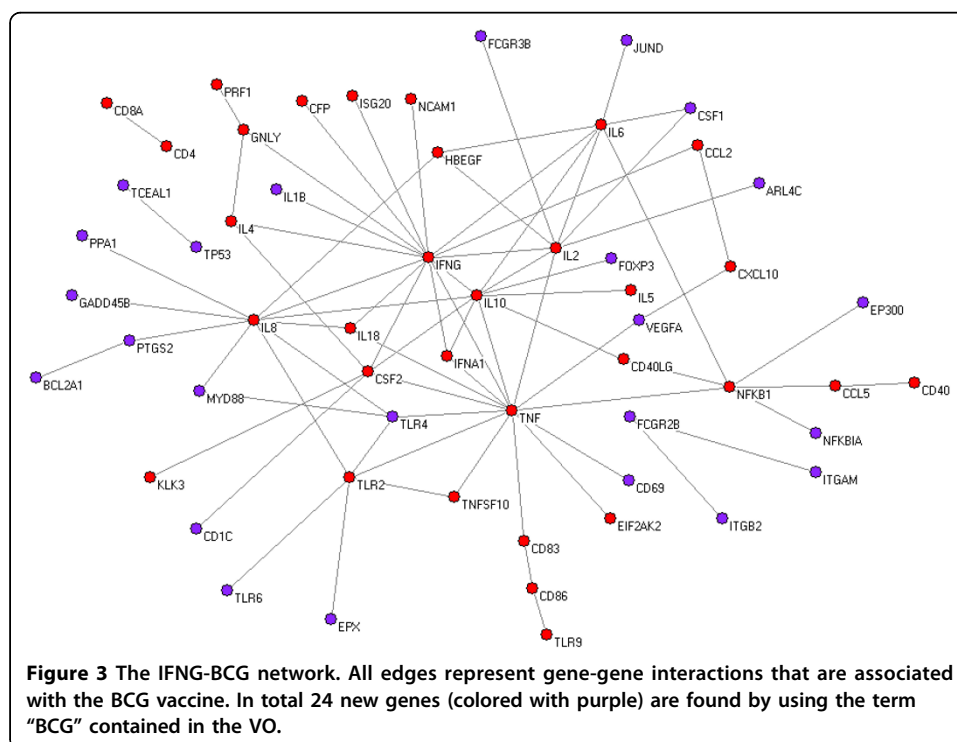 FCGR3B
JUND
PRF1
CD8A
CFP
ISG20
NCAM1
CSF1
GNLY
IL6
CD4
HBEGF
CCL2
TCEAL1
IL1B
ARL4C
IL4
PPA1
TP53
IFNG
IL2
FOXP3
CXCL10
GADD45B
IL10
IL5
EP300
IL8
IL18
VEGFA
PTGS2
IFNA1
CD40LG
BCL2A1
CSF2
MYD88
NFKB1
CCL5
CD40
TLR4
TNF
FCGR2B
NFKBIA
KLK3
TLR2
CD69
ITGAM
TNFSF10
CD1C
EIF2AK2
ITGB2
CD83
TLR6
CD86
EPX
TLR9
Figure 3 The IFNG-BCG network. All edges represent gene-gene interactions that are associated
with the BCG vaccine. In total 24 new genes (colored with purple) are found by using the term
“BCG” contained in the VO.